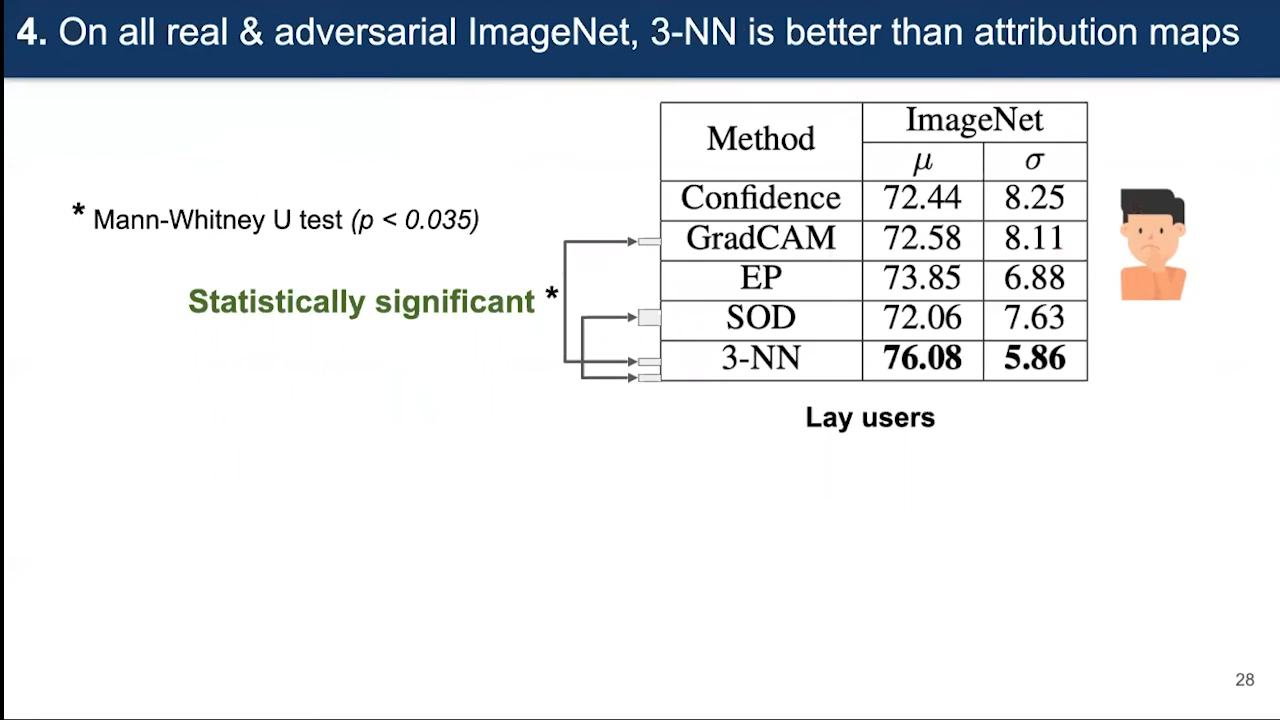 4. On all real & adversarial ImageNet, 3-NN is better than attribution maps
* Mann-Whitney U test (p < 0.035)
Statistically significant *
Method ImageNet
μ σ
Confidence 72.44 8.25
GradCAM 72.58 8.11
EP 73.85 6.88
SOD 72.06 7.63
3-NN 76.08 5.86
Lay users
28